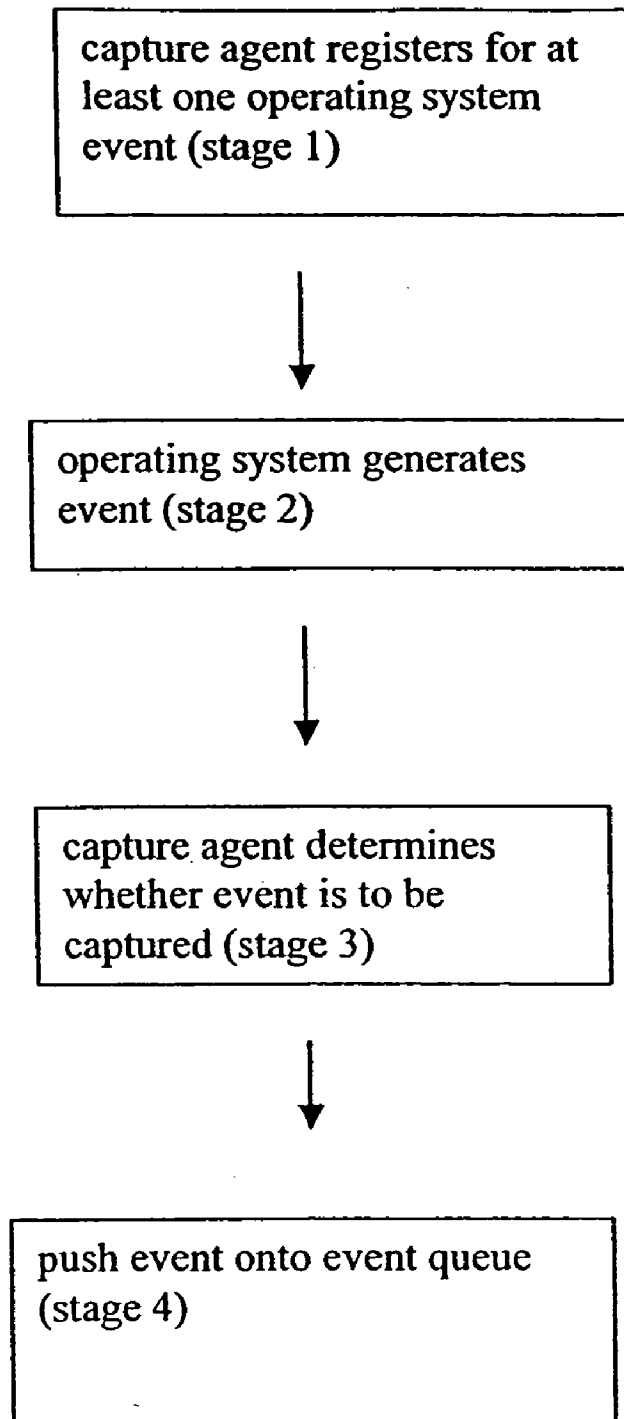 capture agent registers for at
least one operating system
event (stage 1)
operating system generates
event (stage 2)
capture agent determines
whether event is to be
captured (stage 3)
push event onto event queue
(stage 4)